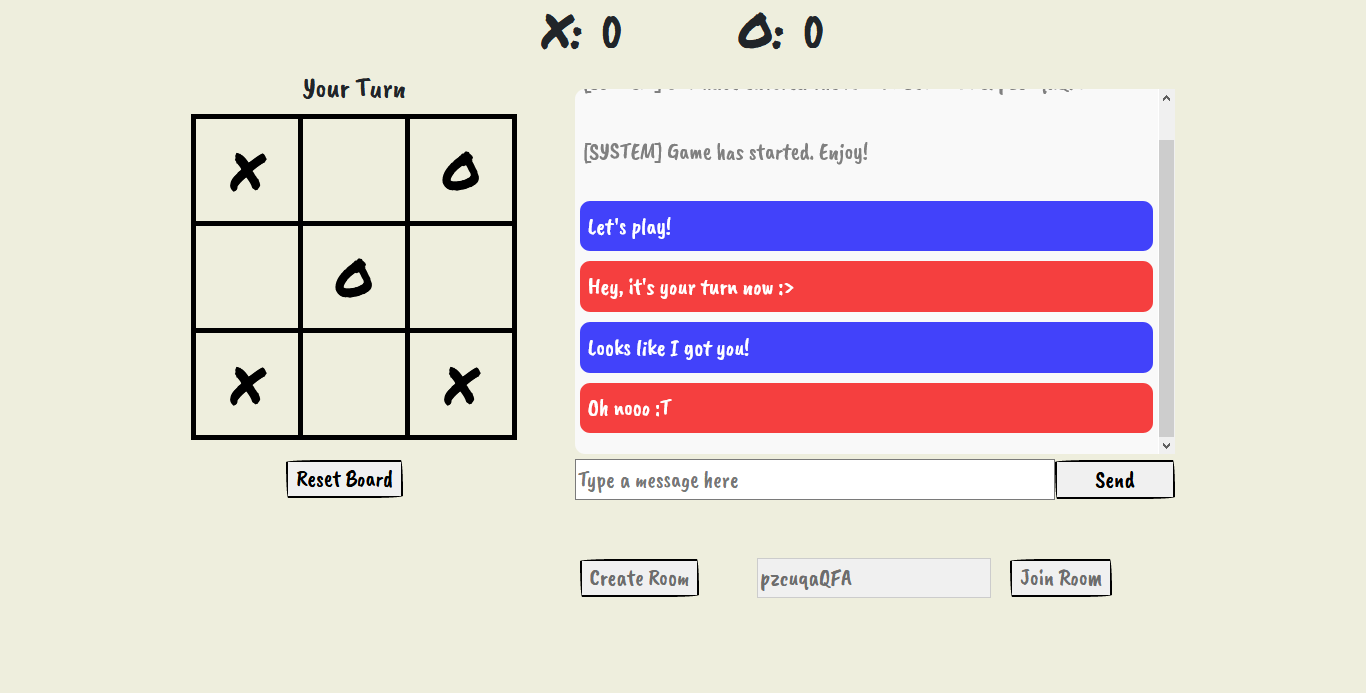 X: 0 O: 0
Your Turn
X O
O
X X
Reset Board
[SYSTEM] Game has started. Enjoy!
Let's play!
Hey, it's your turn now :>
Looks like I got you!
Oh nooo :T
Type a message here
Send
Create Room
pzcuqaQFA
Join Room